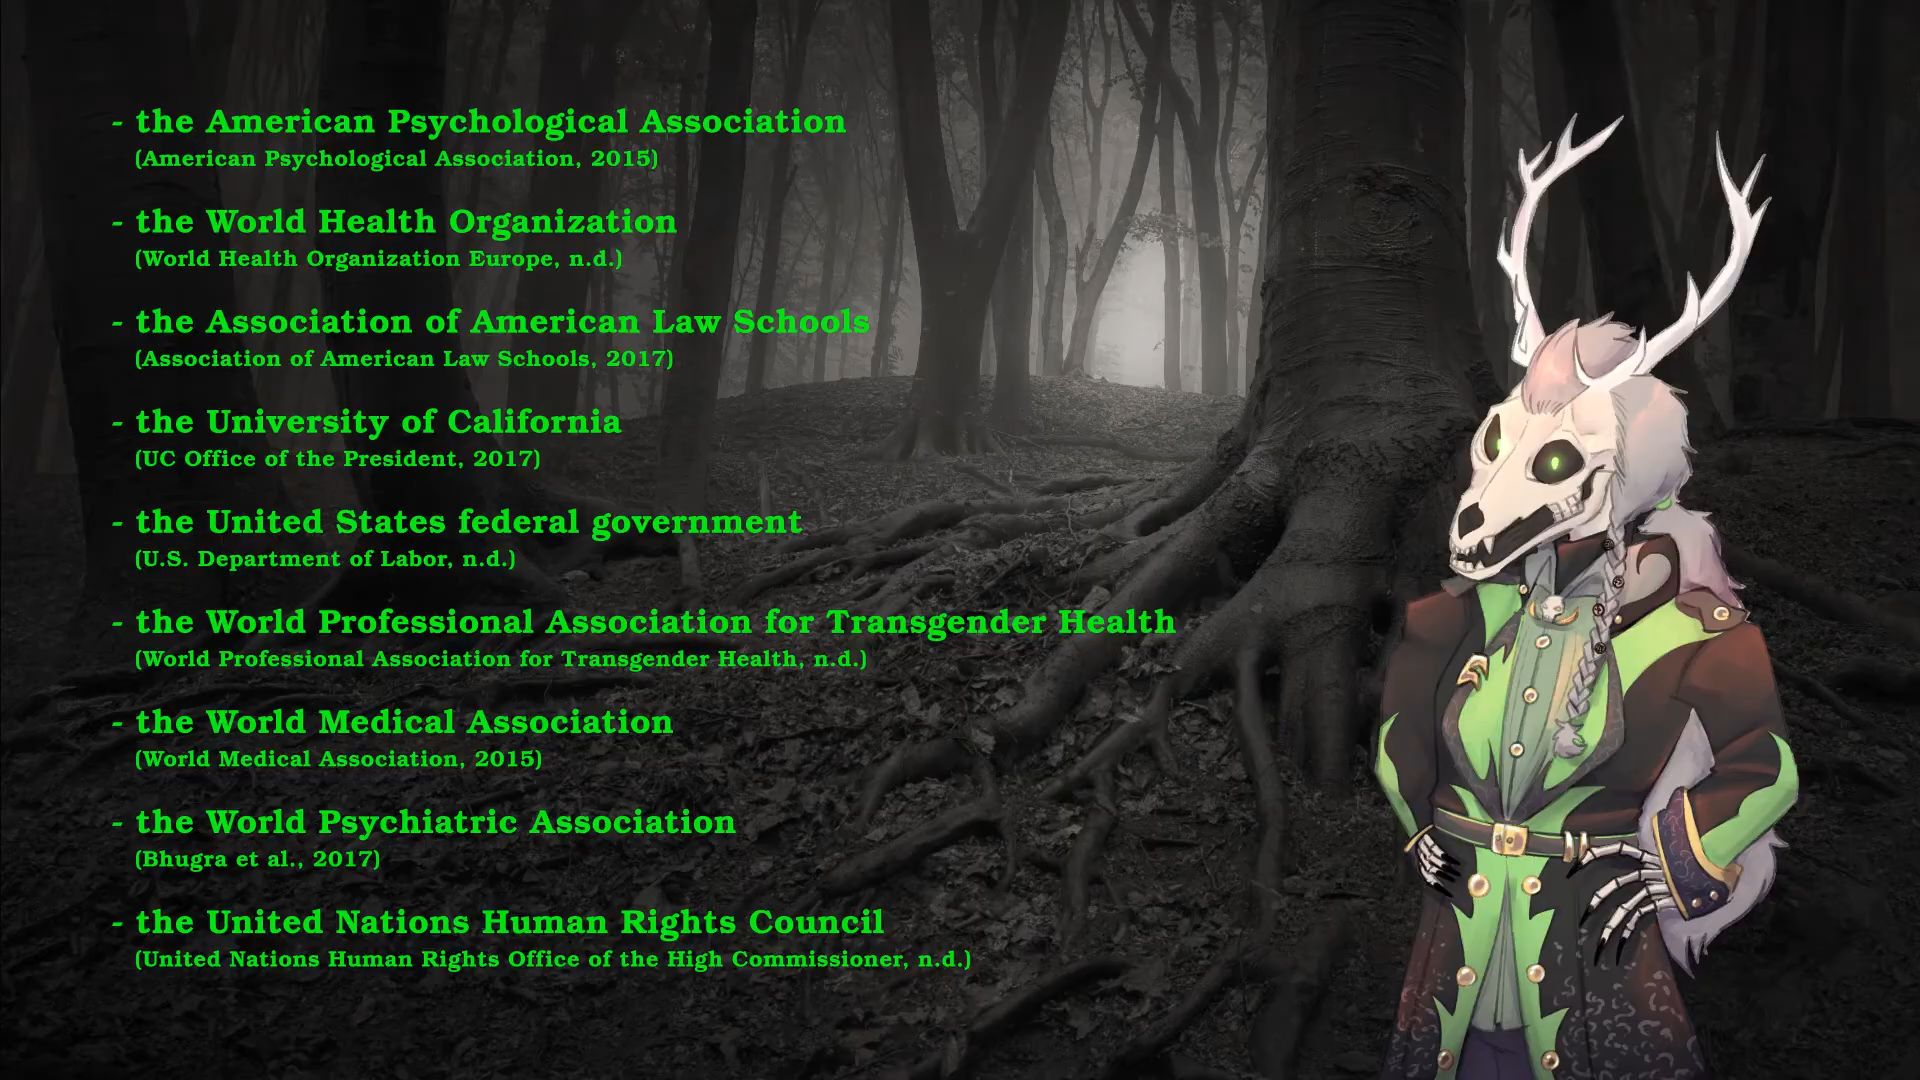 - the American Psychological Association
(American Psychological Association, 2015)
- the World Health Organization
(World Health Organization Europe, n.d.)
- the Association of American Law Schools
(Association of American Law Schools, 2017)
- the University of California
(UC Office of the President, 2017)
- the United States federal government
(U.S. Department of Labor, n.d.)
- the World Professional Association for Transgender Health
(World Professional Association for Transgender Health, n.d.)
- the World Medical Association
(World Medical Association, 2015)
- the World Psychiatric Association
(Bhugra et al., 2017)
- the United Nations Human Rights Council
(United Nations Human Rights Office of the High Commissioner, n.d.)